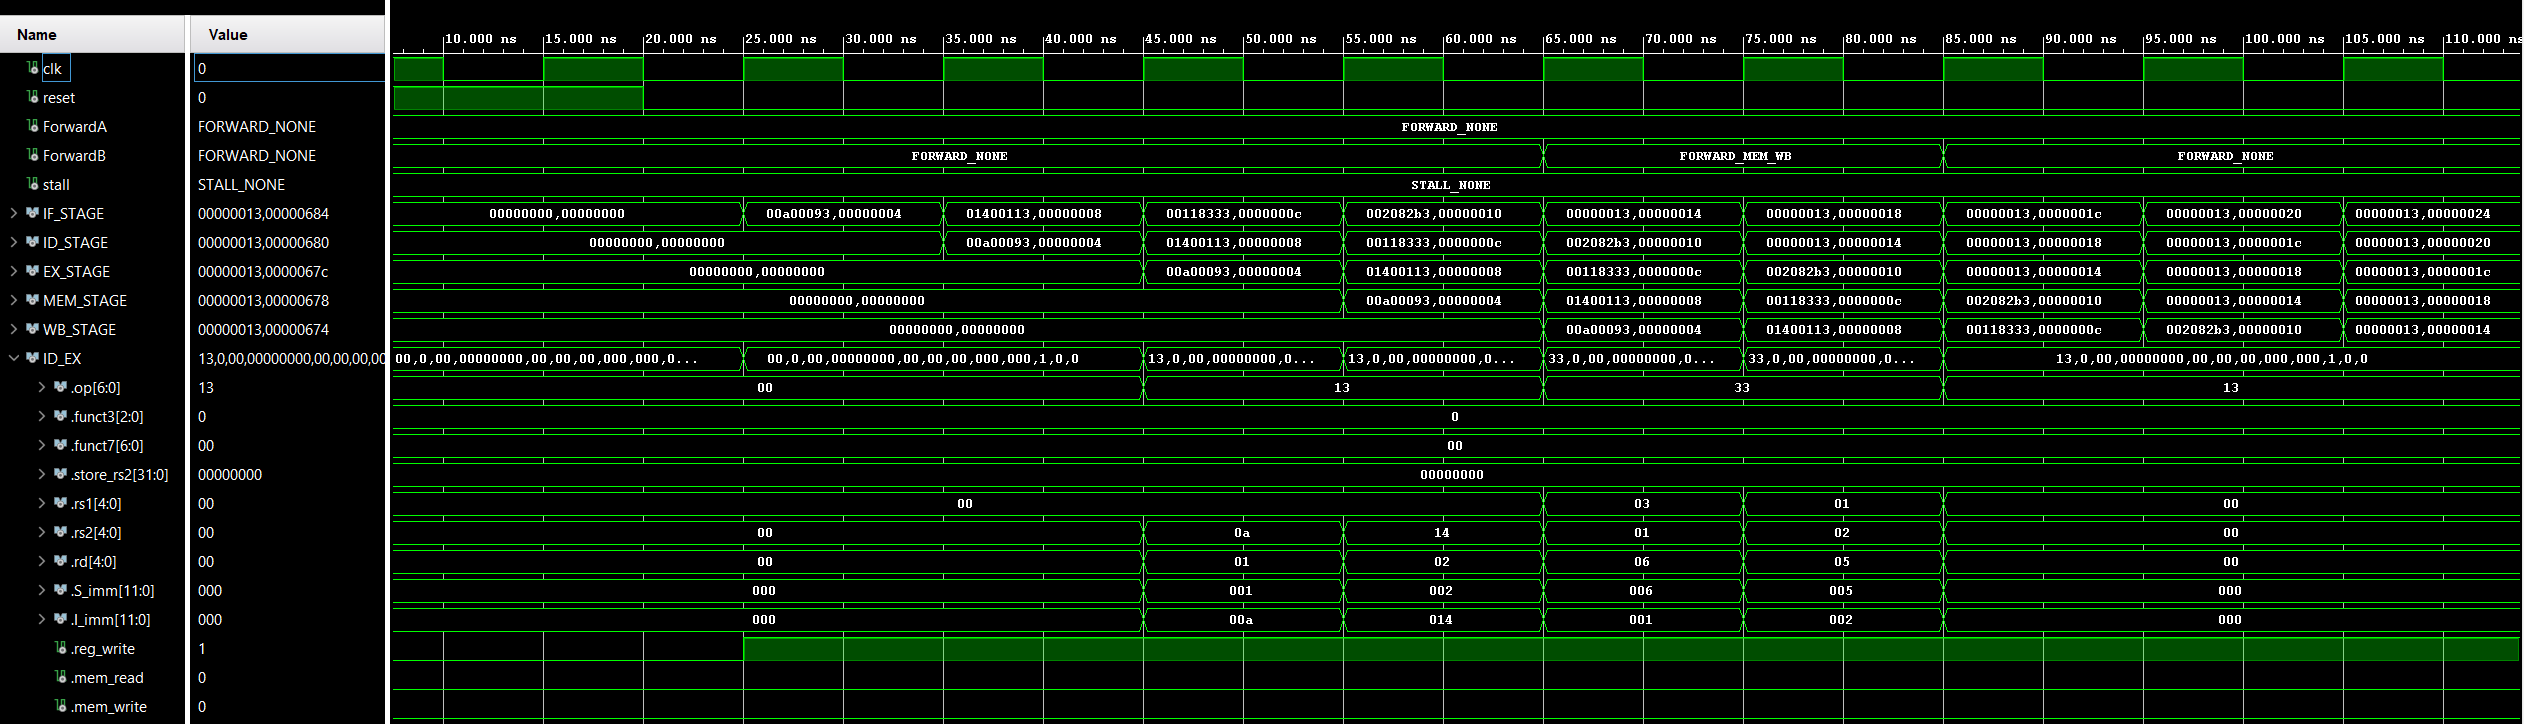 Name Value 10.000 ns 15.000 ns 20.000 ns 25.000 ns 30.000 ns 35.000 ns 40.000 ns 45.000 ns 50.000 ns 55.000 ns 60.000 ns 65.000 ns 70.000 ns 75.000 ns 80.000 ns 85.000 ns 90.000 ns 95.000 ns 100.000 ns 105.000 ns 110.000 ns
clk 0
reset 0
ForwardA FORWARD_NONE FORWARD_NONE
ForwardB FORWARD_NONE FORWARD_NONE FORWARD_MEM_WB FORWARD_NONE
stall STALL_NONE STALL_NONE
IF_STAGE 00000013,00000684 00000000,00000000 00a00093,00000004 01400113,00000008 00118333,0000000c 002082b3,00000010 00000013,00000014 00000013,00000018 00000013,0000001c 00000013,00000020 00000013,00000024
ID_STAGE 00000013,00000680 00000000,00000000 00a00093,00000004 01400113,00000008 00118333,0000000c 002082b3,00000010 00000013,00000014 00000013,00000018 00000013,0000001c 00000013,00000020
EX_STAGE 00000013,0000067c 00000000,00000000 00a00093,00000004 01400113,00000008 00118333,0000000c 002082b3,00000010 00000013,00000014 00000013,00000018 00000013,0000001c
MEM_STAGE 00000013,00000678 00000000,00000000 00a00093,00000004 01400113,00000008 00118333,0000000c 002082b3,00000010 00000013,00000014 00000013,00000018
WB_STAGE 00000013,00000674 00000000,00000000 00a00093,00000004 01400113,00000008 00118333,0000000c 002082b3,00000010 00000013,00000014
ID_EX 13,0,00,00000000,00,00,00,00 00,0,00,00000000,00,00,00,000,000,0... 00,0,00,00000000,00,00,00,000,000,1,0,0 13,0,00,00000000,0... 13,0,00,00000000,0... 33,0,00,00000000,0... 33,0,00,00000000,0... 13,0,00,00000000,00,00,00,000,000,1,0,0
.op[6:0] 13 00 13 33 13
.funct3[2:0] 0 0
.funct7[6:0] 00 00
.store_rs2[31:0] 00000000 00000000
.rs1[4:0] 00 00 03 01 00
.rs2[4:0] 00 00 0a 14 01 02 00
.rd[4:0] 00 00 01 02 06 05 00
.S_imm[11:0] 000 000 001 002 006 005 000
.I_imm[11:0] 000 000 00a 014 001 002 000
.reg_write 1
.mem_read 0
.mem_write 0